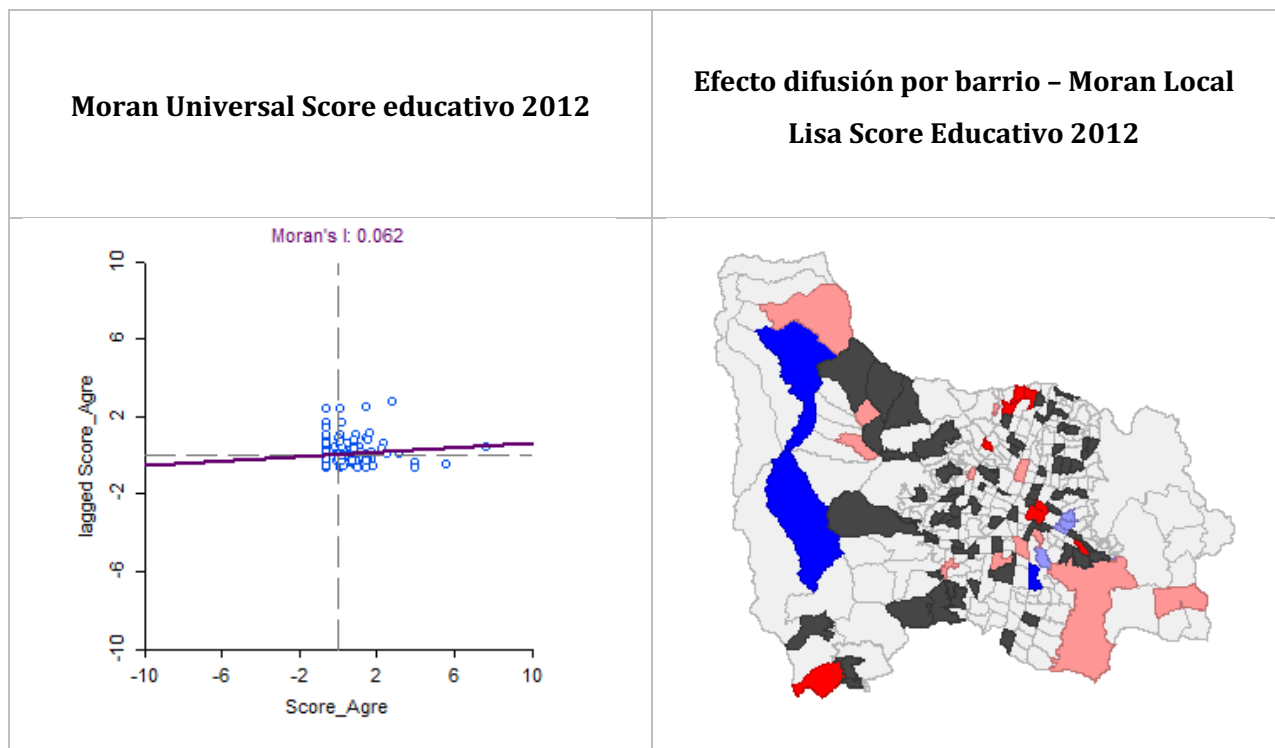 Moran Universal Score educativo 2012
Efecto difusión por barrio – Moran Local
Lisa Score Educativo 2012
Moran's I: 0.062
10
6
2
-2
-6
-10
lagged Score_Agre
-10
-6
-2
2
6
10
Score_Agre